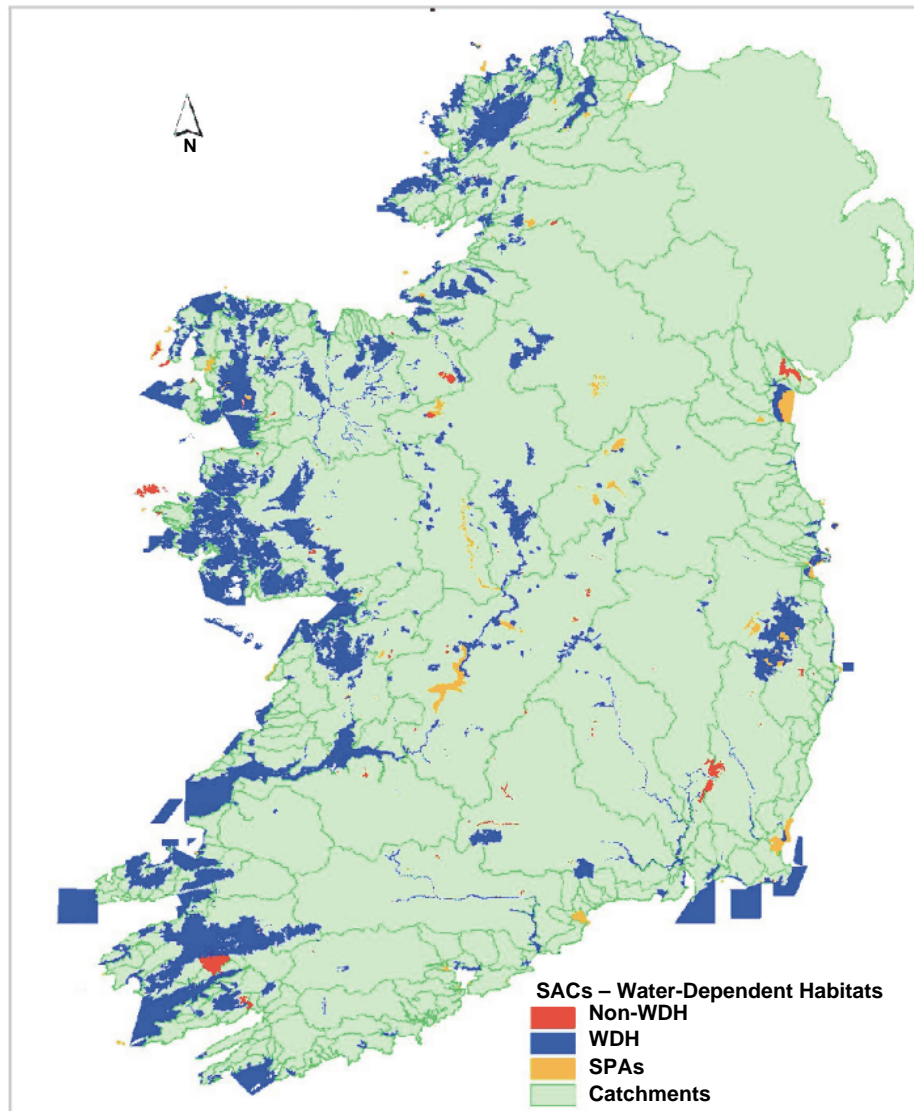 N
SACs – Water-Dependent Habitats
Non-WDH
WDH
SPAs
Catchments